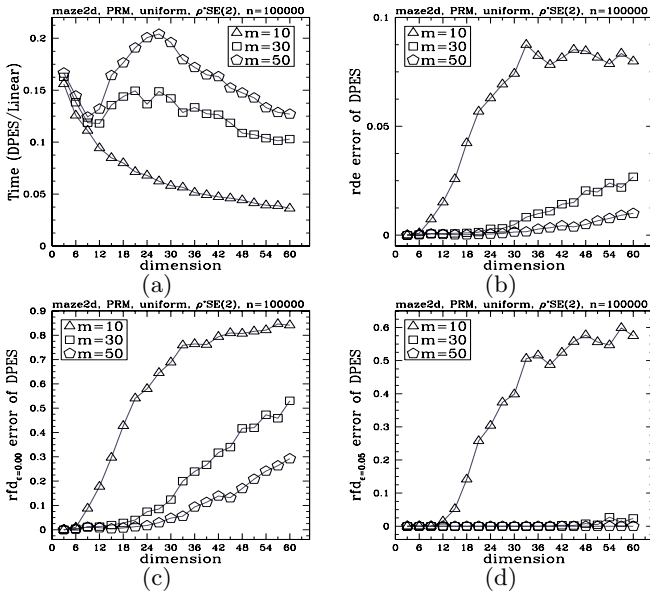 maze2d, PRM, uniform, ρ*SE(2), n=100000
Time (DPES/Linear)
0.2
0.15
0.1
0.05
0
m=10
m=30
m=50
0 6 12 18 24 30 36 42 48 54 60
dimension
(a)
maze2d, PRM, uniform, ρ*SE(2), n=100000
rde error of DPES
0.1
0.05
0
m=10
m=30
m=50
0 6 12 18 24 30 36 42 48 54 60
dimension
(b)
maze2d, PRM, uniform, ρ*SE(2), n=100000
rfdε=0.00 error of DPES
0.9
0.8
0.7
0.6
0.5
0.4
0.3
0.2
0.1
0
m=10
m=30
m=50
0 6 12 18 24 30 36 42 48 54 60
dimension
(c)
maze2d, PRM, uniform, ρ*SE(2), n=100000
rfdε=0.05 error of DPES
0.6
0.5
0.4
0.3
0.2
0.1
0
m=10
m=30
m=50
0 6 12 18 24 30 36 42 48 54 60
dimension
(d)